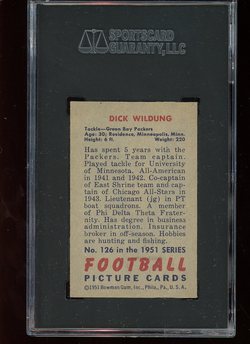 SPORTSCARD
GUARANTY, LLC
DICK WILDUNG
Tackle—Green Bay Packers
Age: 30; Residence, Minneapolis, Minn.
Height: 6 ft. Weight: 220
Has spent 5 years with the
Packers. Team captain.
Played tackle for University of
Minnesota. All-American
in 1941 and 1942. Co-captain
of East Shrine team and cap-
tain of Chicago All-Stars in
1943. Lieutenant (jg) in PT
boat squadrons. A member
of Phi Delta Theta Frater-
nity. Has degree in business
administration. Insurance
broker in off-season. Hobbies
are hunting and fishing.
No. 126 in the 1951 SERIES
FOOTBALL
PICTURE CARDS
©1951 Bowman Gum, Inc., Phila., Pa., U. S. A.